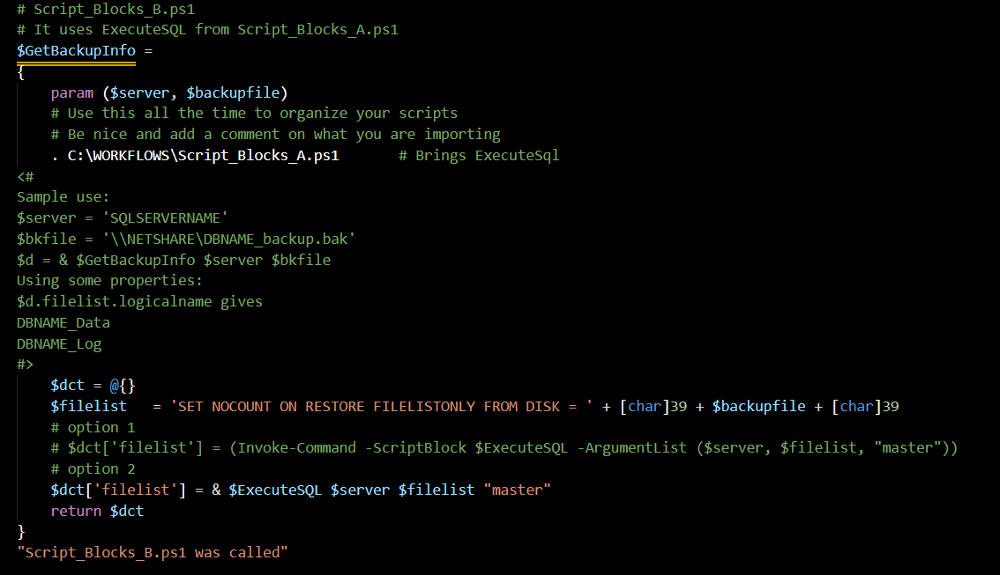 # Script_Blocks_B.ps1
# It uses ExecuteSQL from Script_Blocks_A.ps1
$GetBackupInfo =
{
    param ($server, $backupfile)
    # Use this all the time to organize your scripts
    # Be nice and add a comment on what you are importing
    . C:\WORKFLOWS\Script_Blocks_A.ps1       # Brings ExecuteSql
<#
Sample use:
$server = 'SQLSERVERNAME'
$bkfile = '\\NETSHARE\DBNAME_backup.bak'
$d = & $GetBackupInfo $server $bkfile
Using some properties:
$d.filelist.logicalname gives
DBNAME_Data
DBNAME_Log
#>
    $dct = @{}
    $filelist   = 'SET NOCOUNT ON RESTORE FILELISTONLY FROM DISK = ' + [char]39 + $backupfile + [char]39
    # option 1
    # $dct['filelist'] = (Invoke-Command -ScriptBlock $ExecuteSQL -ArgumentList ($server, $filelist, "master"))
    # option 2
    $dct['filelist'] = & $ExecuteSQL $server $filelist "master"
    return $dct
}
"Script_Blocks_B.ps1 was called"